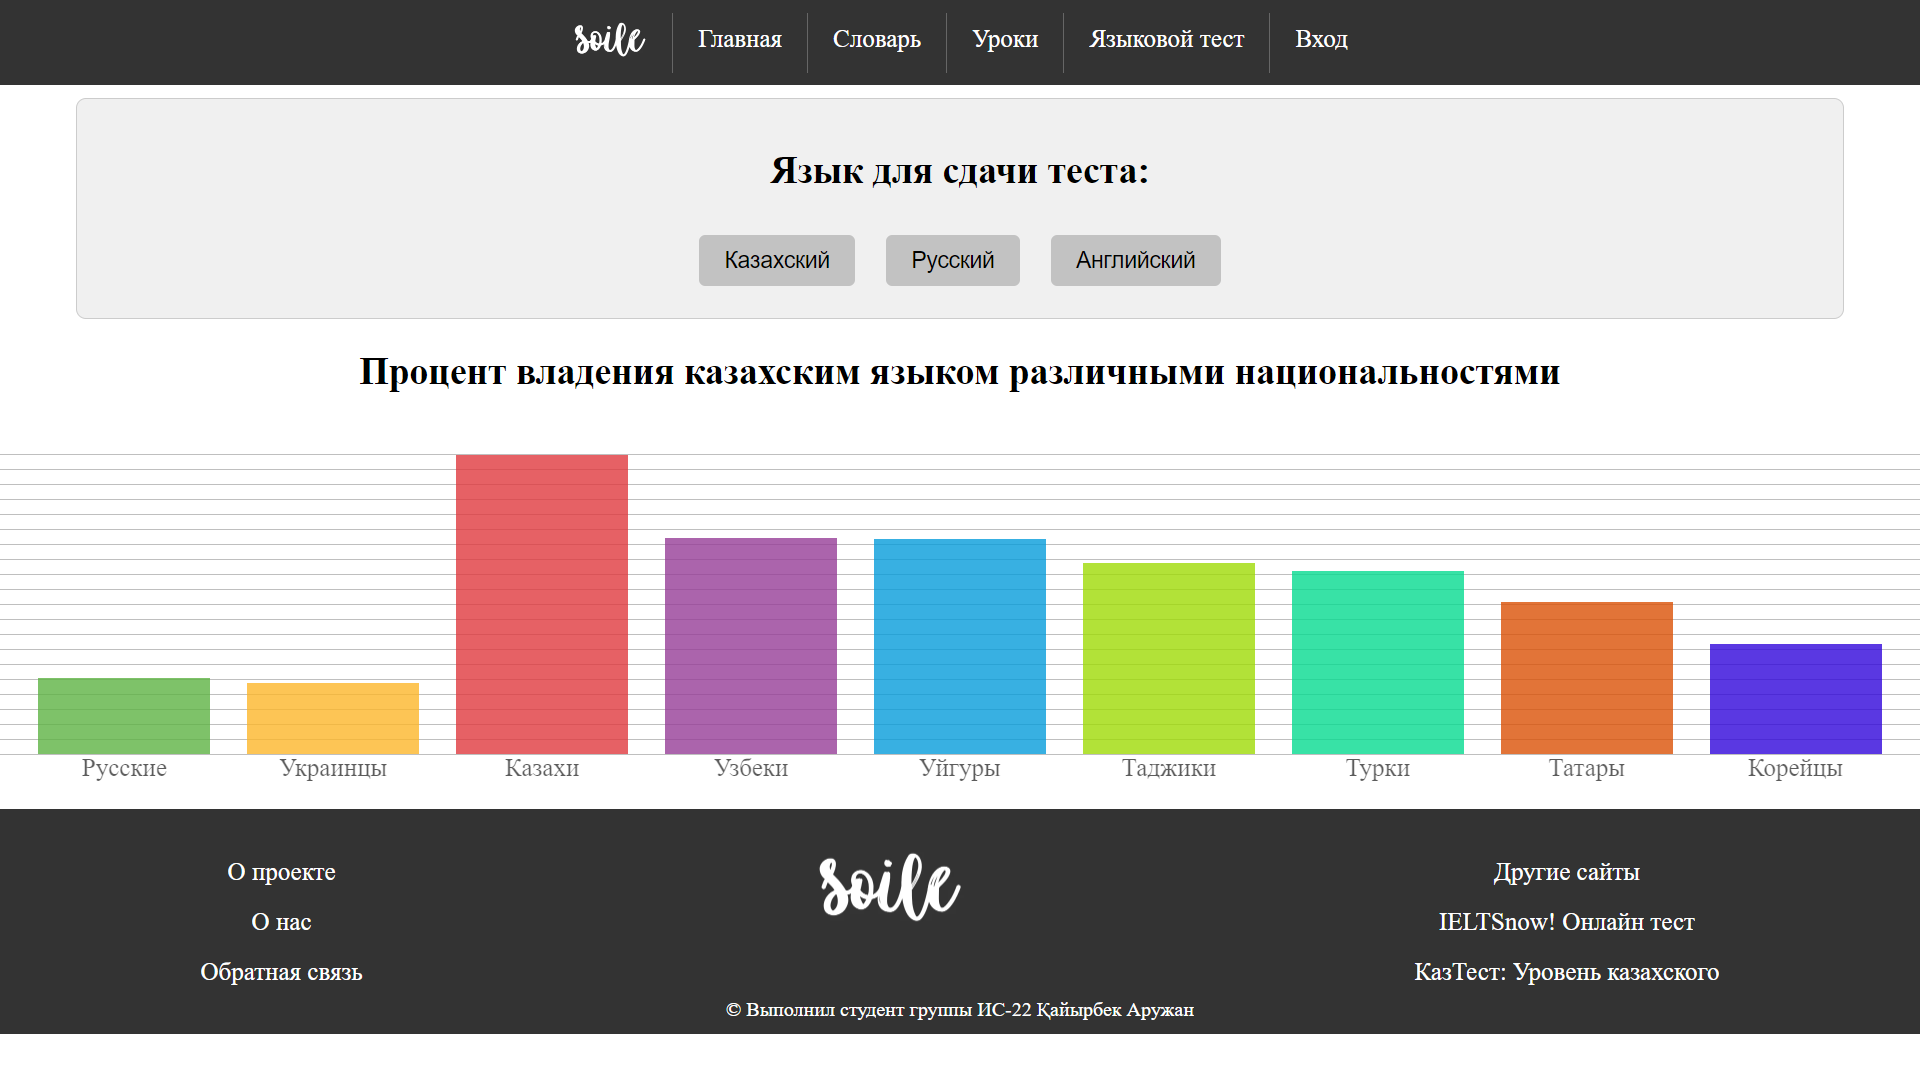 soile Главная Словарь Уроки Языковой тест Вход
Язык для сдачи теста:
Казахский Русский Английский
Процент владения казахским языком различными национальностями
Русские Украинцы Казахи Узбеки Уйгуры Таджики Турки Татары Корейцы
О проекте
О нас
Обратная связь
soile
Другие сайты
IELTSnow! Онлайн тест
КазТест: Уровень казахского
© Выполнил студент группы ИС-22 Қайырбек Аружан